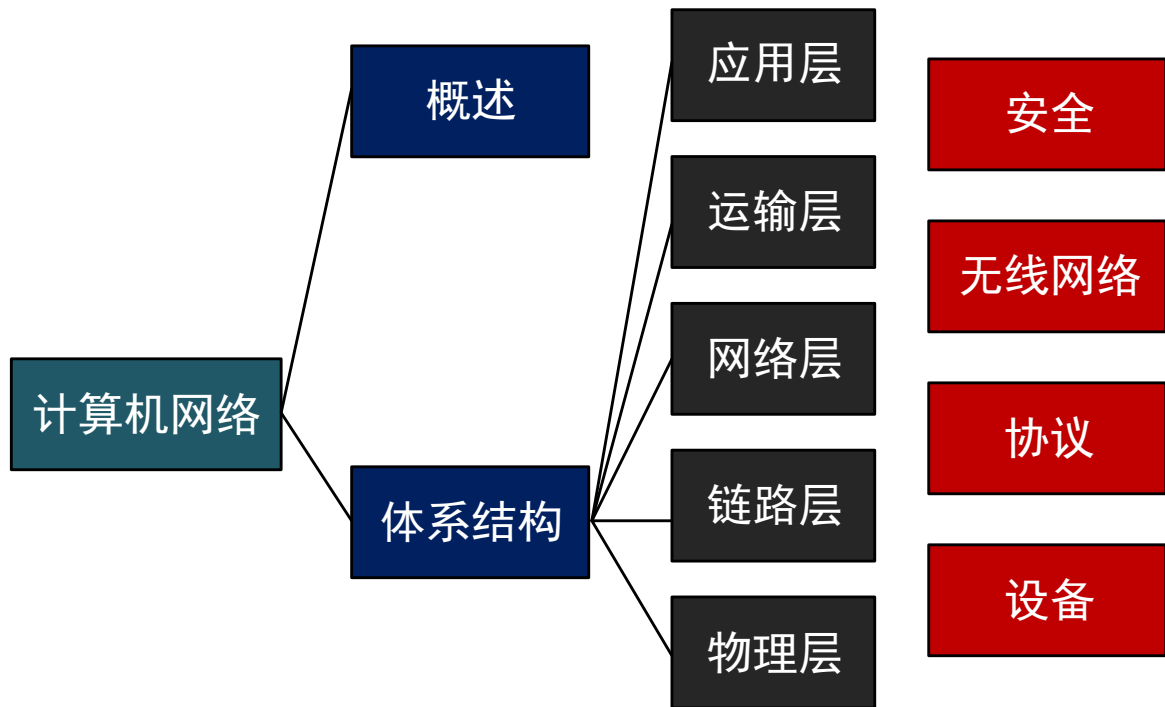 计算机网络
概述
体系结构
应用层
运输层
网络层
链路层
物理层
安全
无线网络
协议
设备